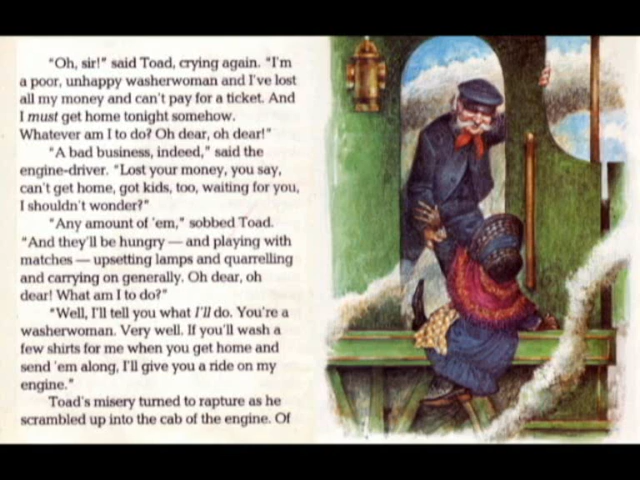 "Oh, sir!" said Toad, crying again. "I'm
a poor, unhappy washerwoman and I've lost
all my money and can't pay for a ticket. And
I must get home tonight somehow.
Whatever am I to do? Oh dear, oh dear!"
"A bad business, indeed," said the
engine-driver. "Lost your money, you say,
can't get home, got kids, too, waiting for you,
I shouldn't wonder?"
"Any amount of 'em," sobbed Toad.
"And they'll be hungry — and playing with
matches — upsetting lamps and quarrelling
and carrying on generally. Oh dear, oh
dear! What am I to do?"
"Well, I'll tell you what I'll do. You're a
washerwoman. Very well. If you'll wash a
few shirts for me when you get home and
send 'em along, I'll give you a ride on my
engine."
Toad's misery turned to rapture as he
scrambled up into the cab of the engine. Of